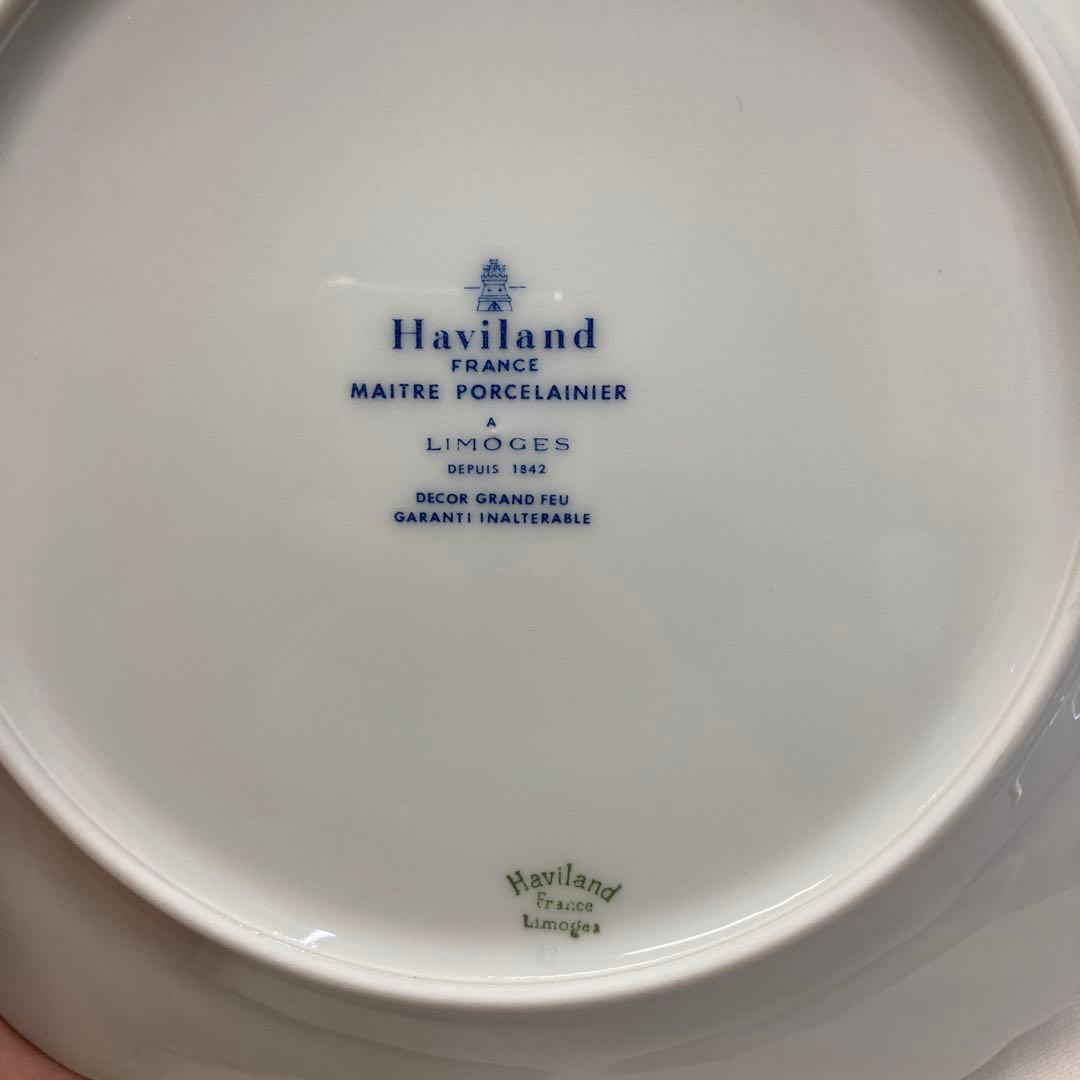 Haviland
FRANCE
MAITRE PORCELAINIER
A
LIMOGES
DEPUIS 1842
DECOR GRAND FEU
GARANTI INALTERABLE
Haviland
France
Limoges